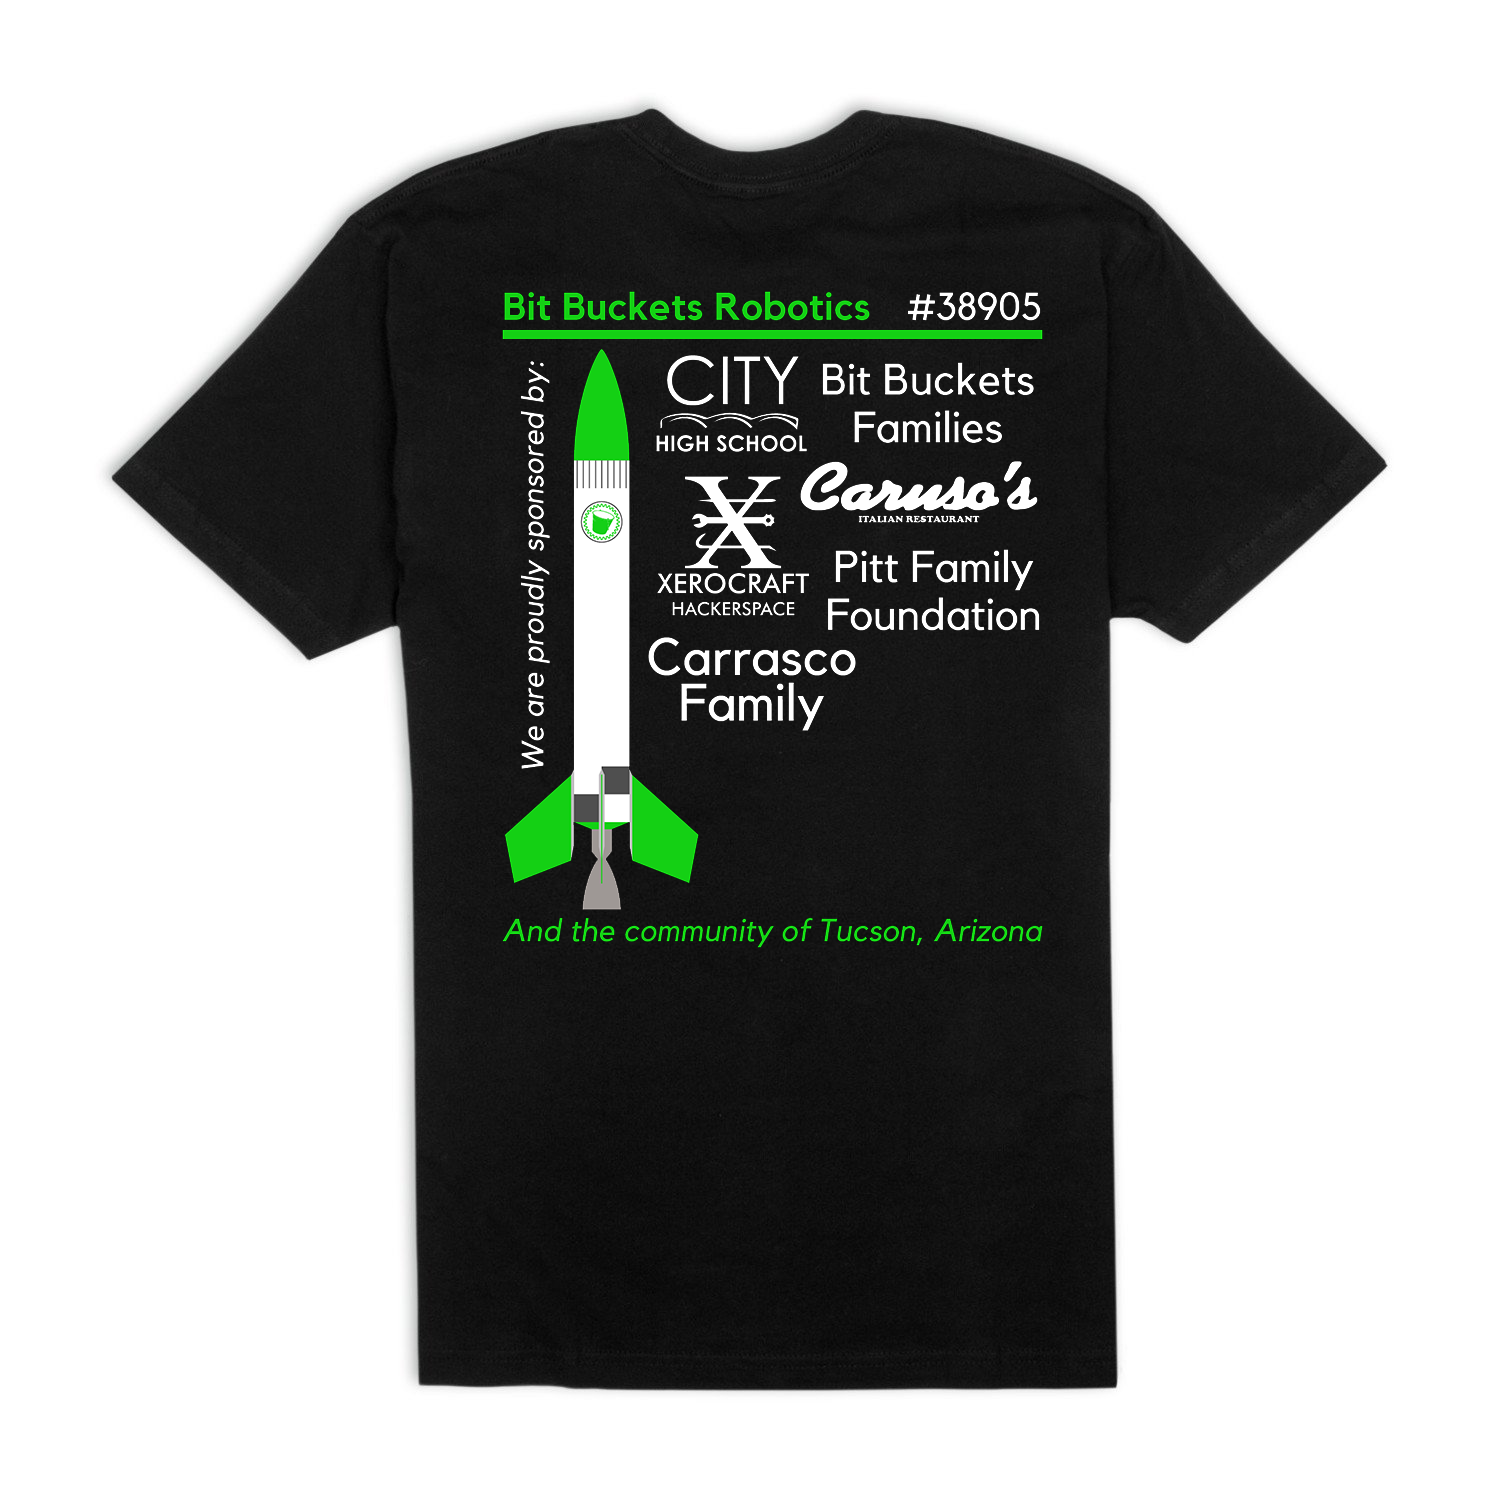 Bit Buckets Robotics #38905
We are proudly sponsored by:
CITY
HIGH SCHOOL
Bit Buckets
Families
Caruso's
ITALIAN RESTAURANT
X
XEROCRAFT
HACKERSPACE
Pitt Family
Foundation
Carrasco
Family
And the community of Tucson, Arizona